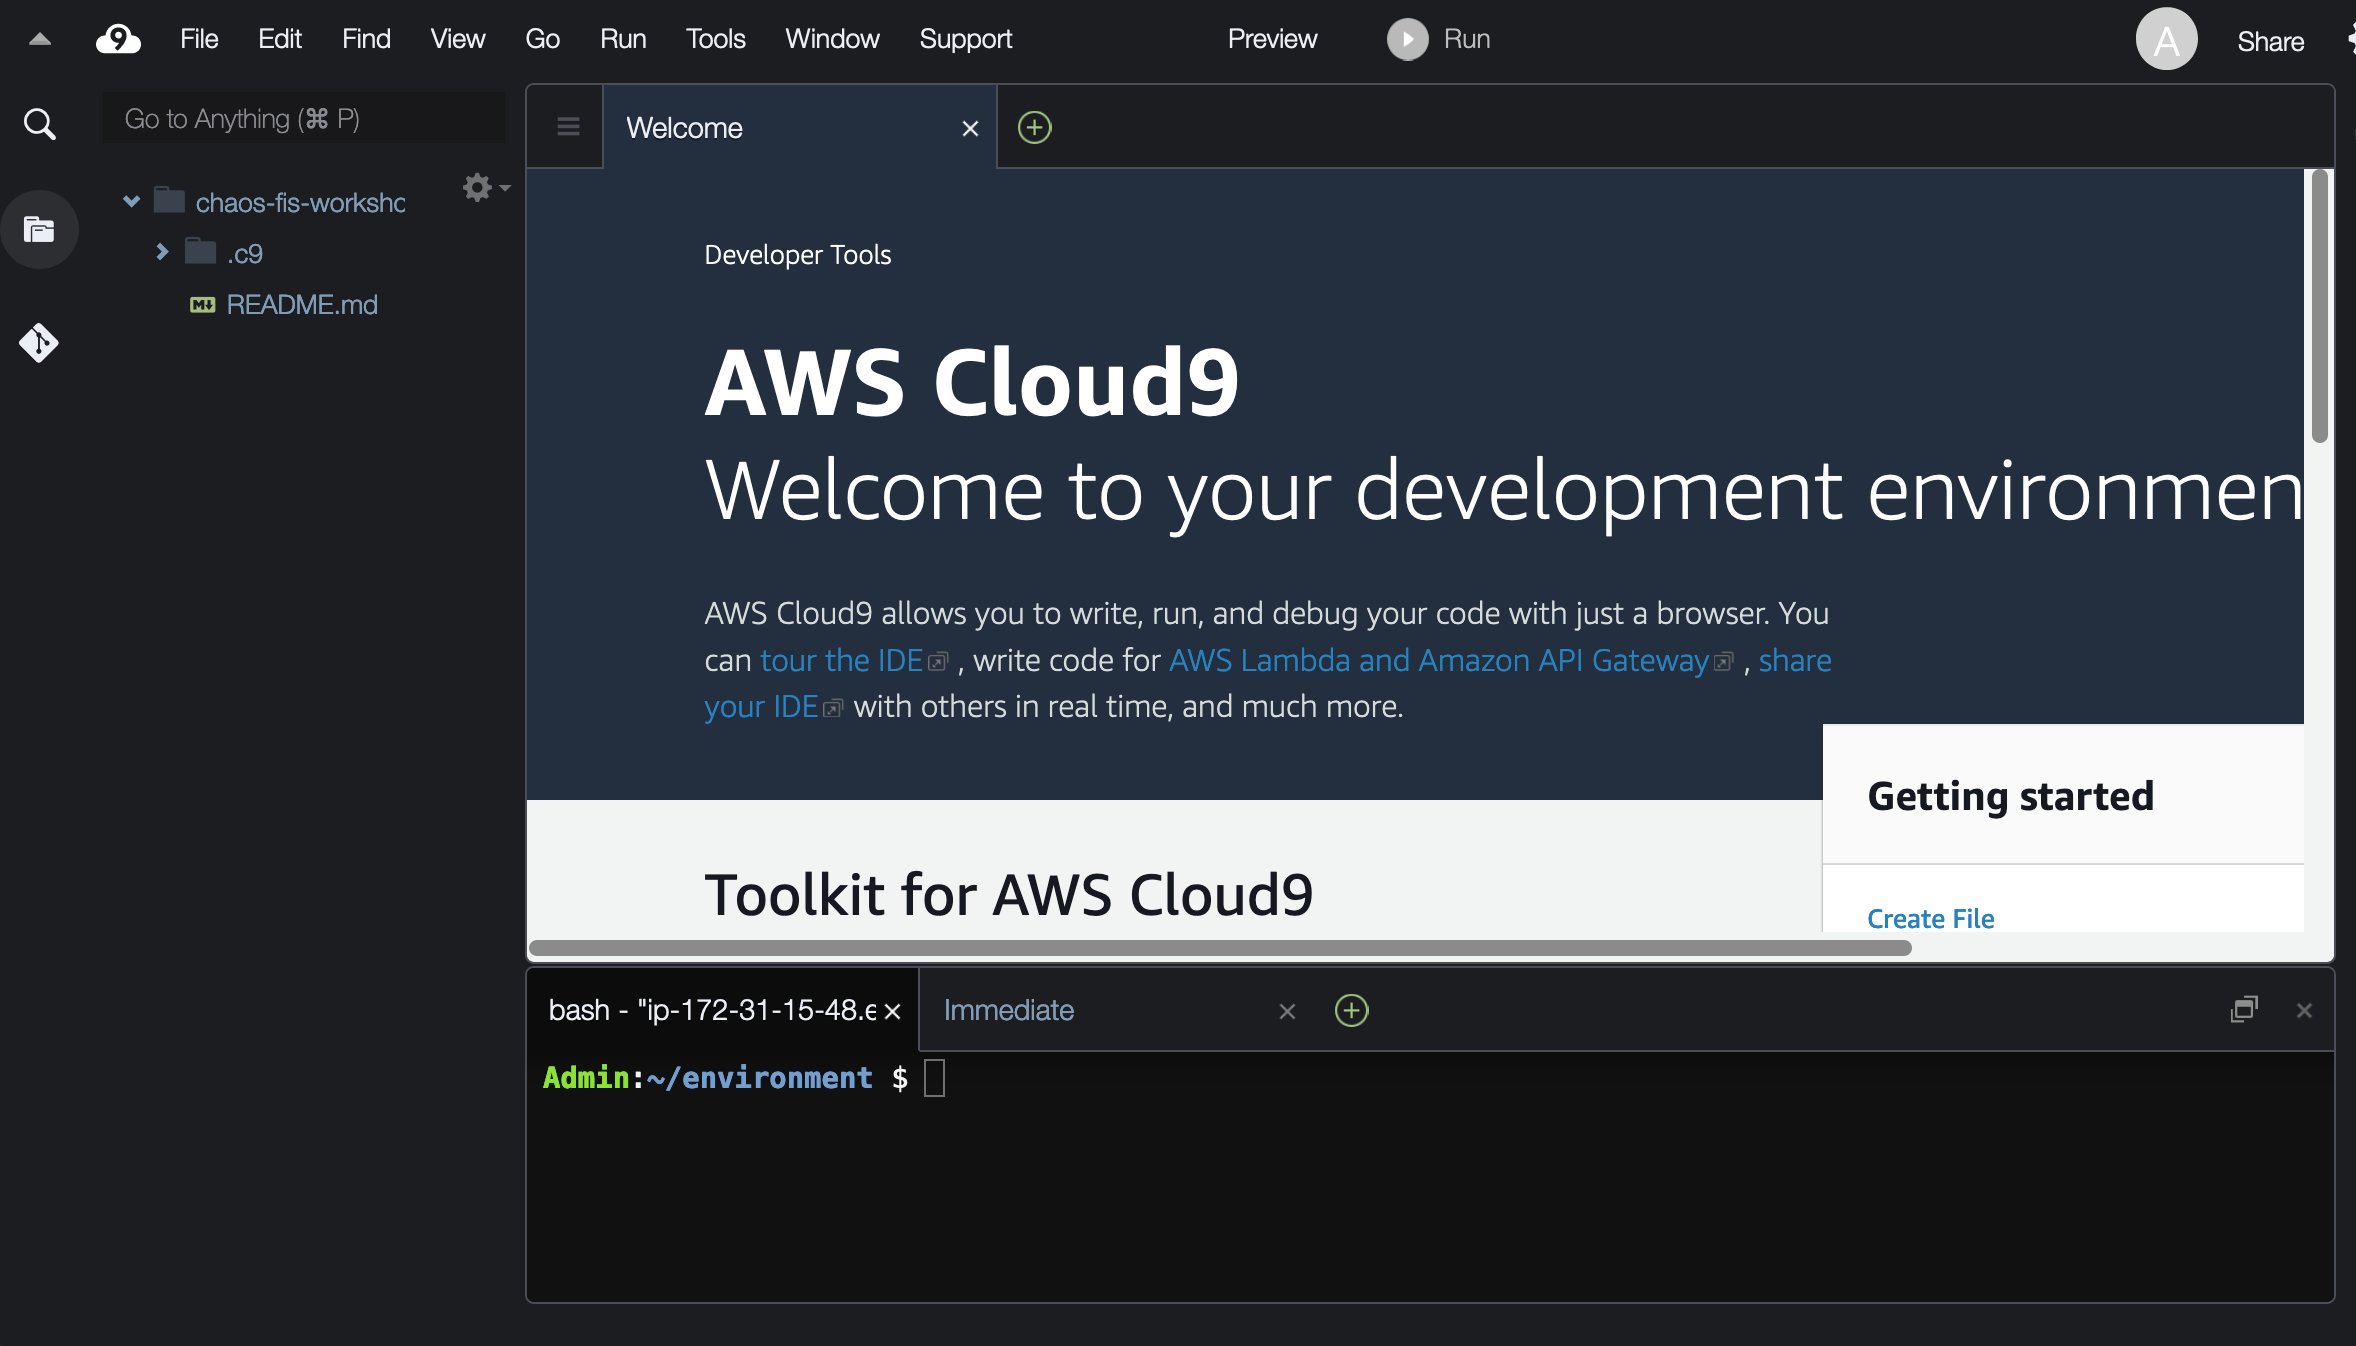 File Edit Find View Go Run Tools Window Support Preview Run A Share
Go to Anything (⌘ P)
chaos-fis-worksho
.c9
README.md
Welcome
Developer Tools
AWS Cloud9
Welcome to your development environmen
AWS Cloud9 allows you to write, run, and debug your code with just a browser. You
can tour the IDE , write code for AWS Lambda and Amazon API Gateway , share
your IDE with others in real time, and much more.
Getting started
Create File
Toolkit for AWS Cloud9
bash - "ip-172-31-15-48.e Immediate
Admin:~/environment $